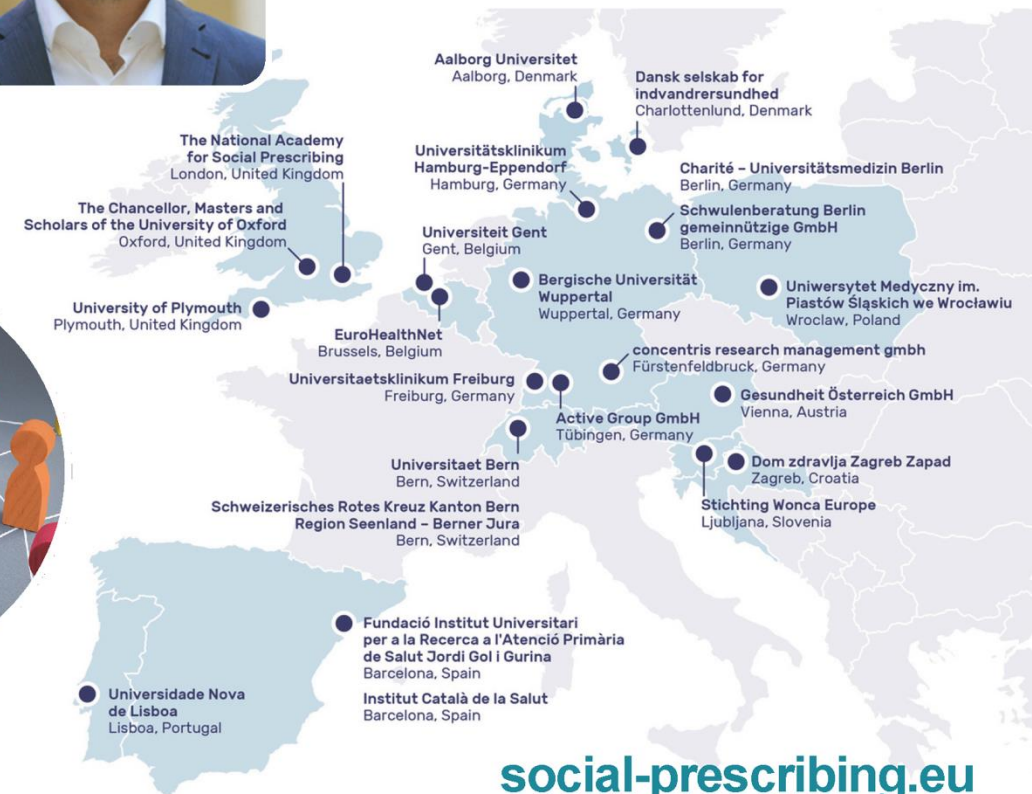 Aalborg Universitet
Aalborg, Denmark
Dansk selskab for
indvandrersundhed
Charlottenlund, Denmark
The National Academy
for Social Prescribing
London, United Kingdom
Universitätsklinikum
Hamburg-Eppendorf
Hamburg, Germany
Charité – Universitätsmedizin Berlin
Berlin, Germany
Schwulenberatung Berlin
gemeinnützige GmbH
Berlin, Germany
The Chancellor, Masters and
Scholars of the University of Oxford
Oxford, United Kingdom
Universiteit Gent
Gent, Belgium
Bergische Universität
Wuppertal
Wuppertal, Germany
Uniwersytet Medyczny im.
Piastów Śląskich we Wrocławiu
Wroclaw, Poland
University of Plymouth
Plymouth, United Kingdom
EuroHealthNet
Brussels, Belgium
concentris research management gmbh
Fürstenfeldbruck, Germany
Universitaetsklinikum Freiburg
Freiburg, Germany
Gesundheit Österreich GmbH
Vienna, Austria
Active Group GmbH
Tübingen, Germany
Universitaet Bern
Bern, Switzerland
Dom zdravlja Zagreb Zapad
Zagreb, Croatia
Schweizerisches Rotes Kreuz Kanton Bern
Region Seenland – Berner Jura
Bern, Switzerland
Stichting Wonca Europe
Ljubljana, Slovenia
Fundació Institut Universitari
per a la Recerca a l'Atenció Primària
de Salut Jordi Gol i Gurina
Barcelona, Spain
Institut Català de la Salut
Barcelona, Spain
Universidade Nova
de Lisboa
Lisboa, Portugal
social-prescribing.eu